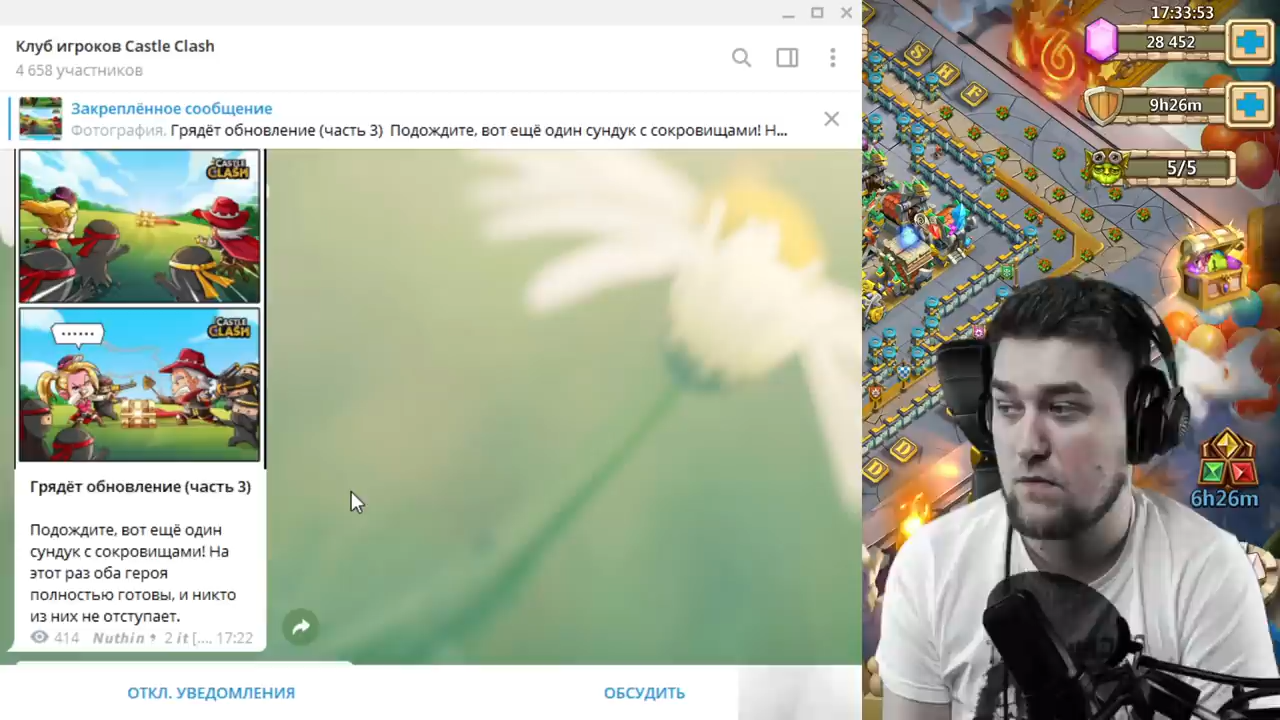 Клуб игроков Castle Clash
4 658 участников
Закреплённое сообщение
Фотография. Грядёт обновление (часть 3) Подождите, вот ещё один сундук с сокровищами! Н...
CASTLE
CLASH
......
CASTLE
CLASH
Грядёт обновление (часть 3)
Подождите, вот ещё один
сундук с сокровищами! На
этот раз оба героя
полностью готовы, и никто
из них не отступает.
414 Nuthin 2 it [.... 17:22
ОТКЛ. УВЕДОМЛЕНИЯ
ОБСУДИТЬ
17:33:53
28 452
9h26m
5/5
6
S
H
F
D
D
6h26m